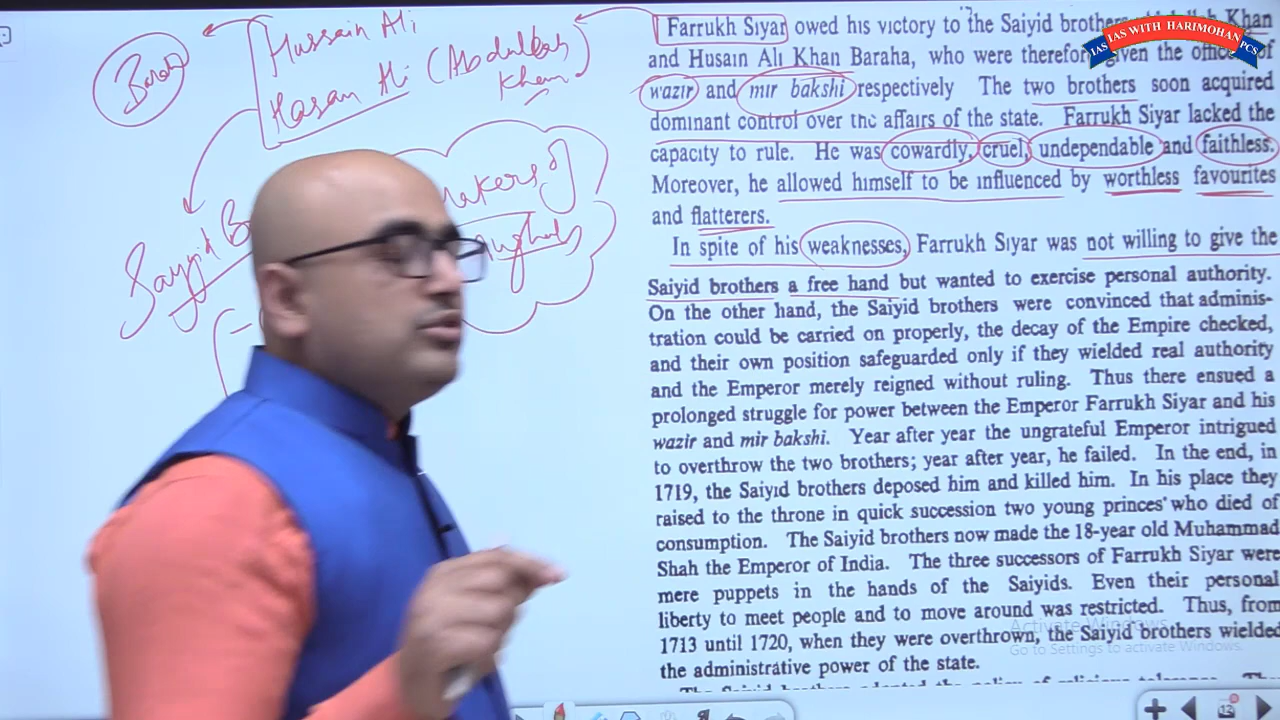 Hussain Ali
Barah
Hasan Ali (Abdullah
Khan)
Sayyid B
makers of
Mughals
IAS IAS WITH HARIMOHAN PCS
Farrukh Siyar owed his victory to the Saiyid brothers Khan
and Husain Ali Khan Baraha, who were therefore given the offices of
wazir and mir bakshi respectively The two brothers soon acquired
dominant control over the affairs of the state. Farrukh Siyar lacked the
capacity to rule. He was cowardly, cruel, undependable and faithless.
Moreover, he allowed himself to be influenced by worthless favourites
and flatterers.
In spite of his weaknesses, Farrukh Siyar was not willing to give the
Saiyid brothers a free hand but wanted to exercise personal authority.
On the other hand, the Saiyid brothers were convinced that adminis-
tration could be carried on properly, the decay of the Empire checked,
and their own position safeguarded only if they wielded real authority
and the Emperor merely reigned without ruling. Thus there ensued a
prolonged struggle for power between the Emperor Farrukh Siyar and his
wazir and mir bakshi. Year after year the ungrateful Emperor intrigued
to overthrow the two brothers; year after year, he failed. In the end, in
1719, the Saiyid brothers deposed him and killed him. In his place they
raised to the throne in quick succession two young princes who died of
consumption. The Saiyid brothers now made the 18-year old Muhammad
Shah the Emperor of India. The three successors of Farrukh Siyar were
mere puppets in the hands of the Saiyids. Even their personal
liberty to meet people and to move around was restricted. Thus, from
1713 until 1720, when they were overthrown, the Saiyid brothers wielded
the administrative power of the state.
Activate Windows
Go to Settings to activate Windows.
12